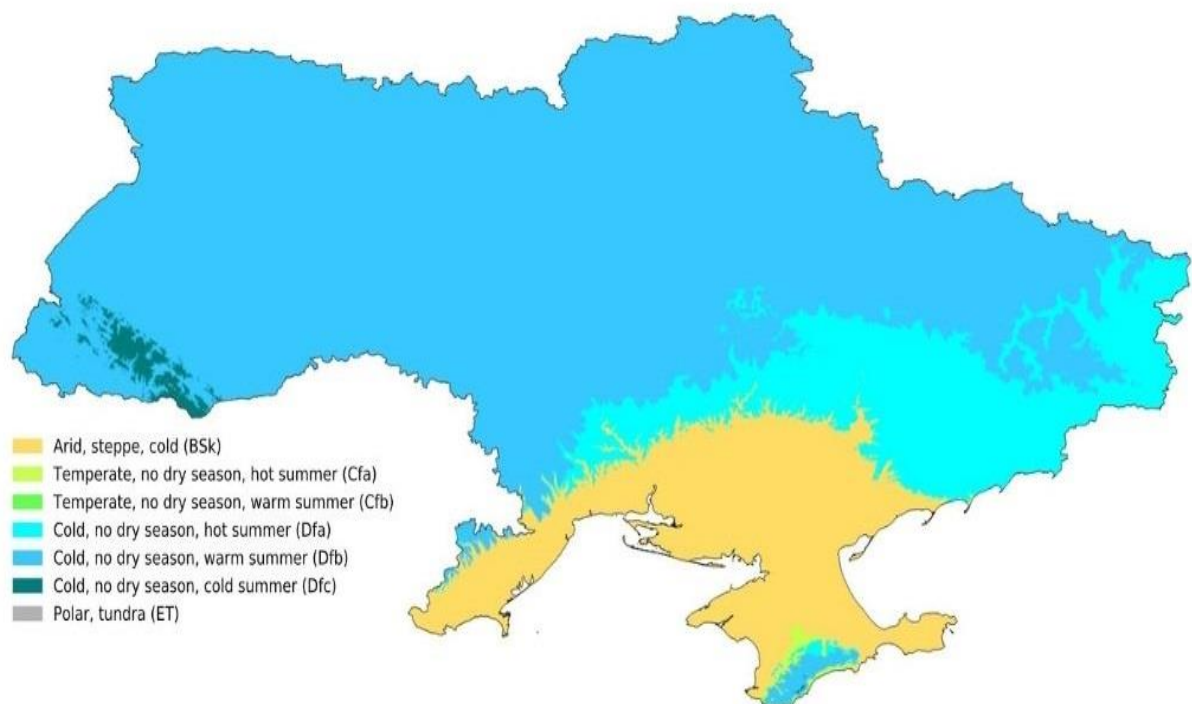 Arid, steppe, cold (BSk)
Temperate, no dry season, hot summer (Cfa)
Temperate, no dry season, warm summer (Cfb)
Cold, no dry season, hot summer (Dfa)
Cold, no dry season, warm summer (Dfb)
Cold, no dry season, cold summer (Dfc)
Polar, tundra (ET)